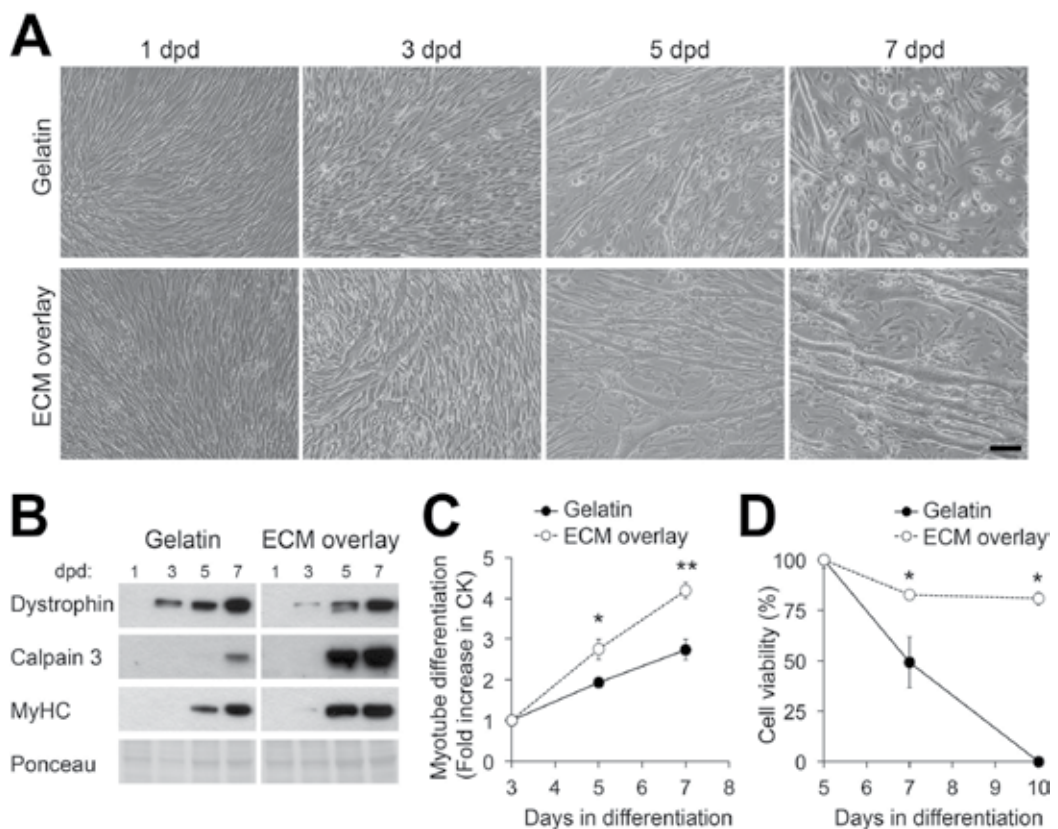 A
1 dpd 3 dpd 5 dpd 7 dpd
Gelatin
ECM overlay
B
Gelatin ECM overlay
dpd: 1 3 5 7 1 3 5 7
Dystrophin
Calpain 3
MyHC
Ponceau
C
Gelatin
ECM overlay
Myotube differentiation
(Fold increase in CK)
5
4
3
2
1
0
* **
3 4 5 6 7 8
Days in differentiation
D
Gelatin
ECM overlay
Cell viability (%)
100
75
50
25
0
* *
5 6 7 8 9 10
Days in differentiation